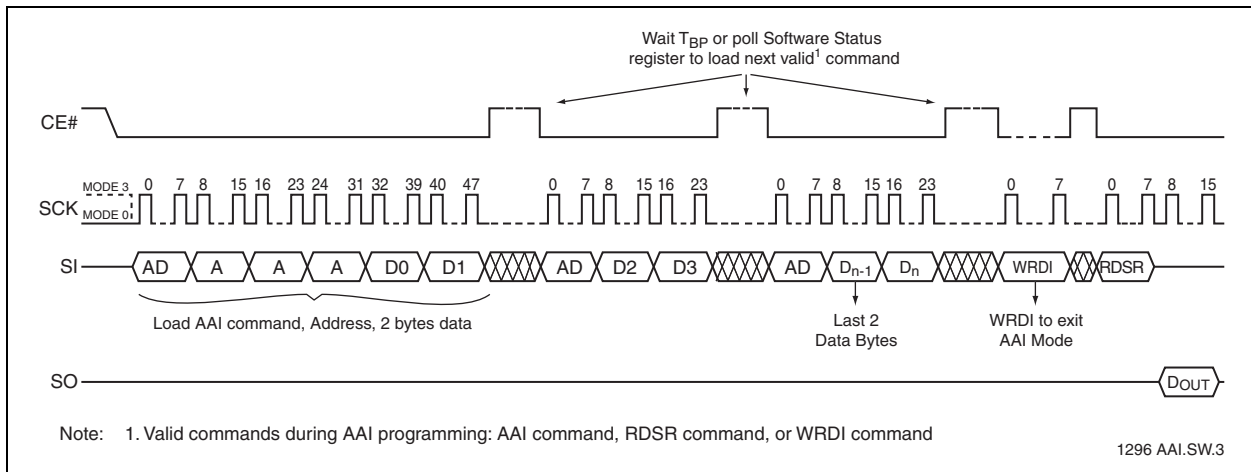 Wait TBP or poll Software Status
register to load next valid1 command
CE#
MODE 3
MODE 0
SCK
0 7 8 15 16 23 24 31 32 39 40 47 0 7 8 15 16 23 0 7 8 15 16 23 0 7 0 7 8 15
SI
AD A A A D0 D1 AD D2 D3 AD Dn-1 Dn WRDI RDSR
Load AAI command, Address, 2 bytes data
Last 2
Data Bytes
WRDI to exit
AAI Mode
SO
DOUT
Note: 1. Valid commands during AAI programming: AAI command, RDSR command, or WRDI command
1296 AAI.SW.3